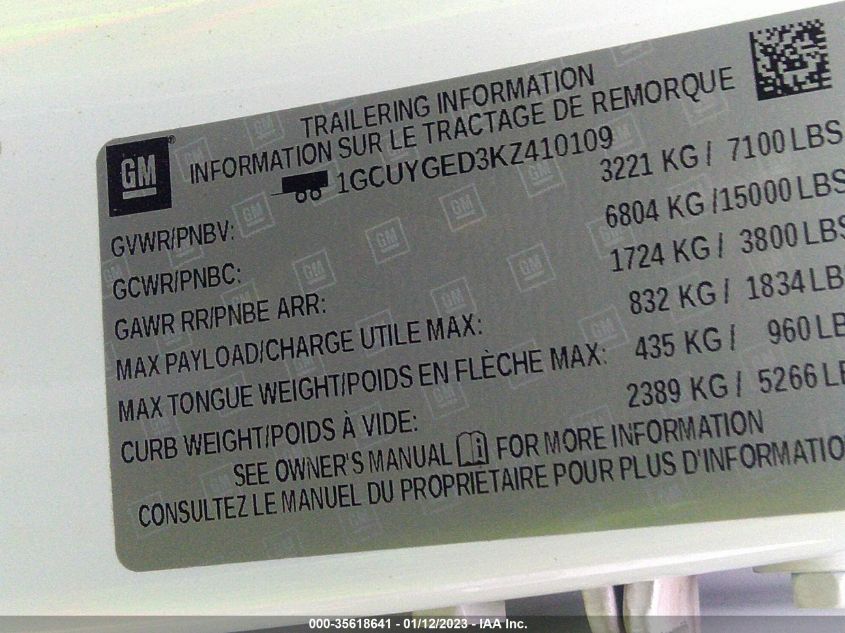 GM
TRAILERING INFORMATION
INFORMATION SUR LE TRACTAGE DE REMORQUE
1GCUYGED3KZ410109
GVWR/PNBV: 3221 KG / 7100 LBS
GCWR/PNBC: 6804 KG /15000 LBS
GAWR RR/PNBE ARR: 1724 KG / 3800 LBS
MAX PAYLOAD/CHARGE UTILE MAX: 832 KG / 1834 LB
MAX TONGUE WEIGHT/POIDS EN FLÈCHE MAX: 435 KG / 960 LB
CURB WEIGHT/POIDS À VIDE: 2389 KG / 5266 LB
SEE OWNER'S MANUAL FOR MORE INFORMATION
CONSULTEZ LE MANUEL DU PROPRIETAIRE POUR PLUS D'INFORMATIO
000-35618641 - 01/12/2023 - IAA Inc.